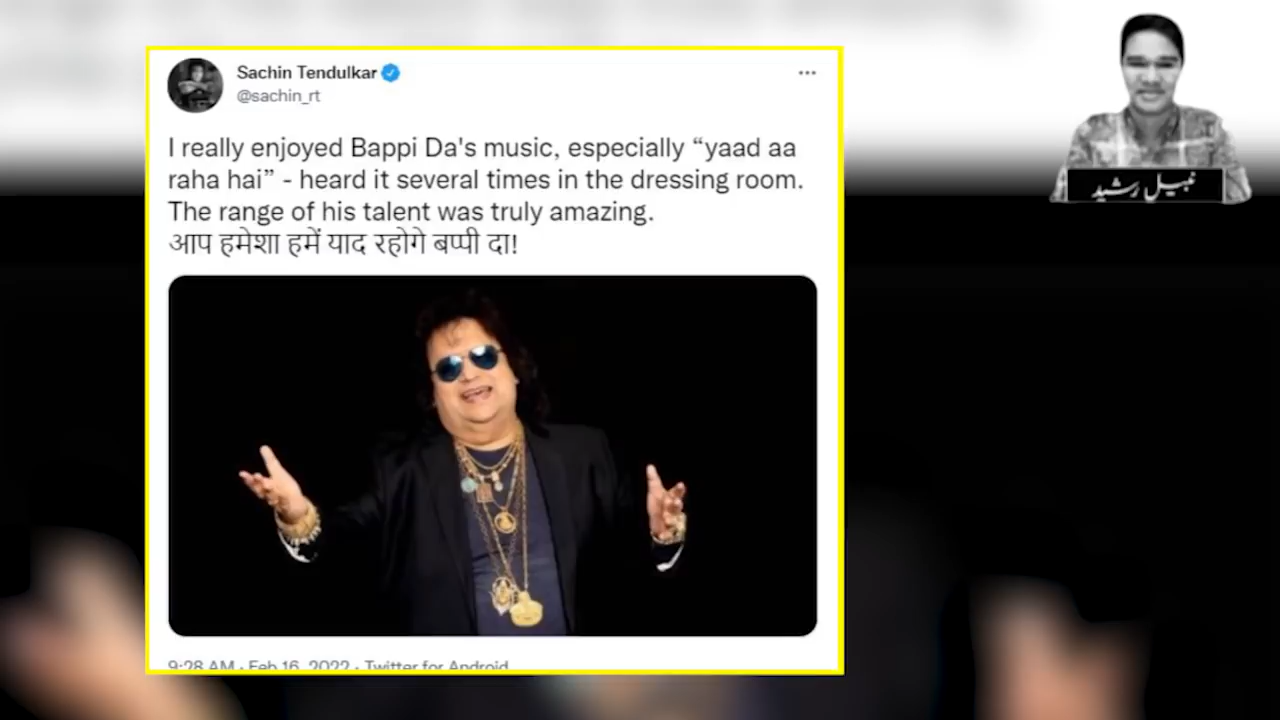 Sachin Tendulkar
@sachin_rt
I really enjoyed Bappi Da's music, especially “yaad aa
raha hai” - heard it several times in the dressing room.
The range of his talent was truly amazing.
आप हमेशा हमें याद रहोगे बप्पी दा!
9:28 AM · Feb 16, 2022 · Twitter for Android
نبیل رشید